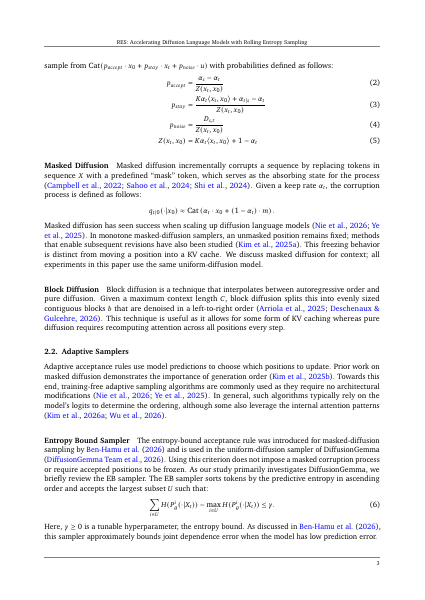 RES: Accelerating Diffusion Language Models with Rolling Entropy Sampling
sample from Cat(p_accept · x_0 + p_stay · x_t + p_noise · u) with probabilities defined as follows:
p_accept = (α_s − α_t) / Z(x_t, x_0) (2)
p_stay = (Kα_t⟨x_t, x_0⟩ + α_{t|s} − α_t) / Z(x_t, x_0) (3)
p_noise = D_{s,t} / Z(x_t, x_0) (4)
Z(x_t, x_0) = Kα_t⟨x_t, x_0⟩ + 1 − α_t (5)
Masked Diffusion Masked diffusion incrementally corrupts a sequence by replacing tokens in
sequence X with a predefined "mask" token, which serves as the absorbing state for the process
(Campbell et al., 2022; Sahoo et al., 2024; Shi et al., 2024). Given a keep rate α_t, the corruption
process is defined as follows:
q_{t|0}(·|x_0) ≈ Cat (α_t · x_0 + (1 − α_t) · m) .
Masked diffusion has seen success when scaling up diffusion language models (Nie et al., 2026; Ye
et al., 2025). In monotone masked-diffusion samplers, an unmasked position remains fixed; methods
that enable subsequent revisions have also been studied (Kim et al., 2025a). This freezing behavior
is distinct from moving a position into a KV cache. We discuss masked diffusion for context; all
experiments in this paper use the same uniform-diffusion model.
Block Diffusion Block diffusion is a technique that interpolates between autoregressive order and
pure diffusion. Given a maximum context length C, block diffusion splits this into evenly sized
contiguous blocks b that are denoised in a left-to-right order (Arriola et al., 2025; Deschenaux &
Gulcehre, 2026). This technique is useful as it allows for some form of KV caching whereas pure
diffusion requires recomputing attention across all positions every step.
2.2. Adaptive Samplers
Adaptive acceptance rules use model predictions to choose which positions to update. Prior work on
masked diffusion demonstrates the importance of generation order (Kim et al., 2025b). Towards this
end, training-free adaptive sampling algorithms are commonly used as they require no architectural
modifications (Nie et al., 2026; Ye et al., 2025). In general, such algorithms typically rely on the
model's logits to determine the ordering, although some also leverage the internal attention patterns
(Kim et al., 2026a; Wu et al., 2026).
Entropy Bound Sampler The entropy-bound acceptance rule was introduced for masked-diffusion
sampling by Ben-Hamu et al. (2026) and is used in the uniform-diffusion sampler of DiffusionGemma
(DiffusionGemma Team et al., 2026). Using this criterion does not impose a masked corruption process
or require accepted positions to be frozen. As our study primarily investigates DiffusionGemma, we
briefly review the EB sampler. The EB sampler sorts tokens by the predictive entropy in ascending
order and accepts the largest subset U such that:
∑_{i∈U} H(P_θ^i(·|X_t)) − max_{i∈U} H(P_θ^i(·|X_t)) ≤ γ. (6)
Here, γ ≥ 0 is a tunable hyperparameter, the entropy bound. As discussed in Ben-Hamu et al. (2026),
this sampler approximately bounds joint dependence error when the model has low prediction error.
3